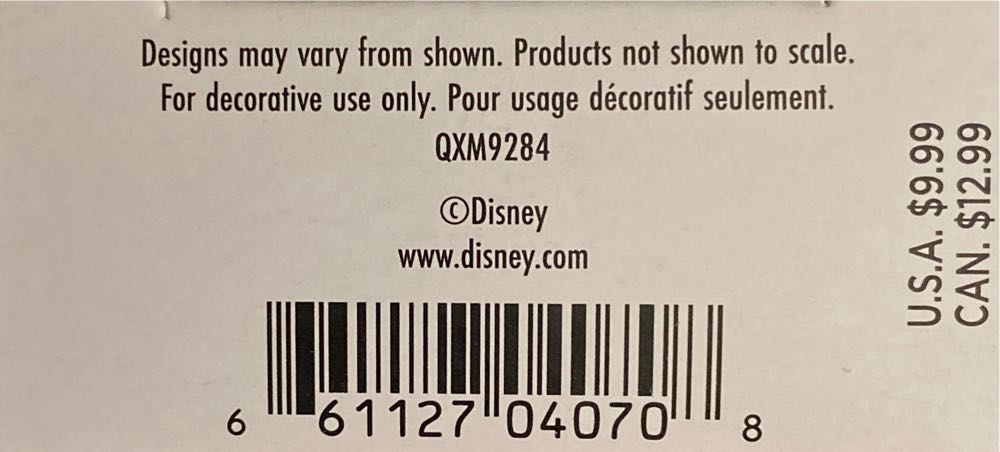 Designs may vary from shown. Products not shown to scale.
For decorative use only. Pour usage décoratif seulement.
QXM9284
©Disney
www.disney.com
6 61127 04070 8
U.S.A. $9.99
CAN. $12.99